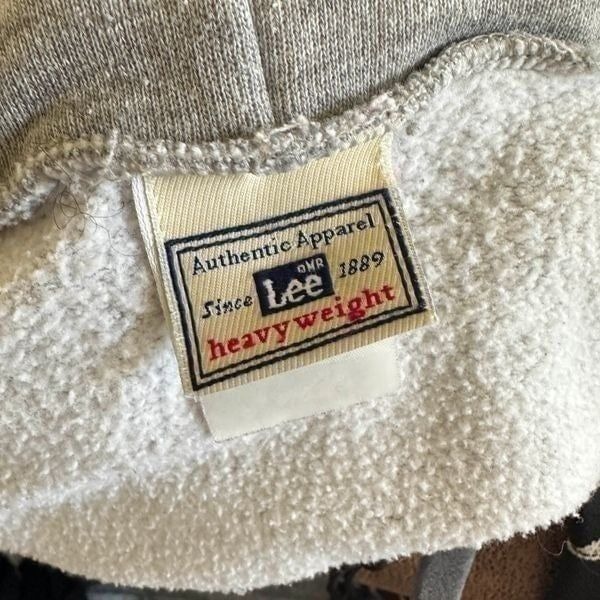 Authentic Apparel
Since Lee 1889
heavyweight